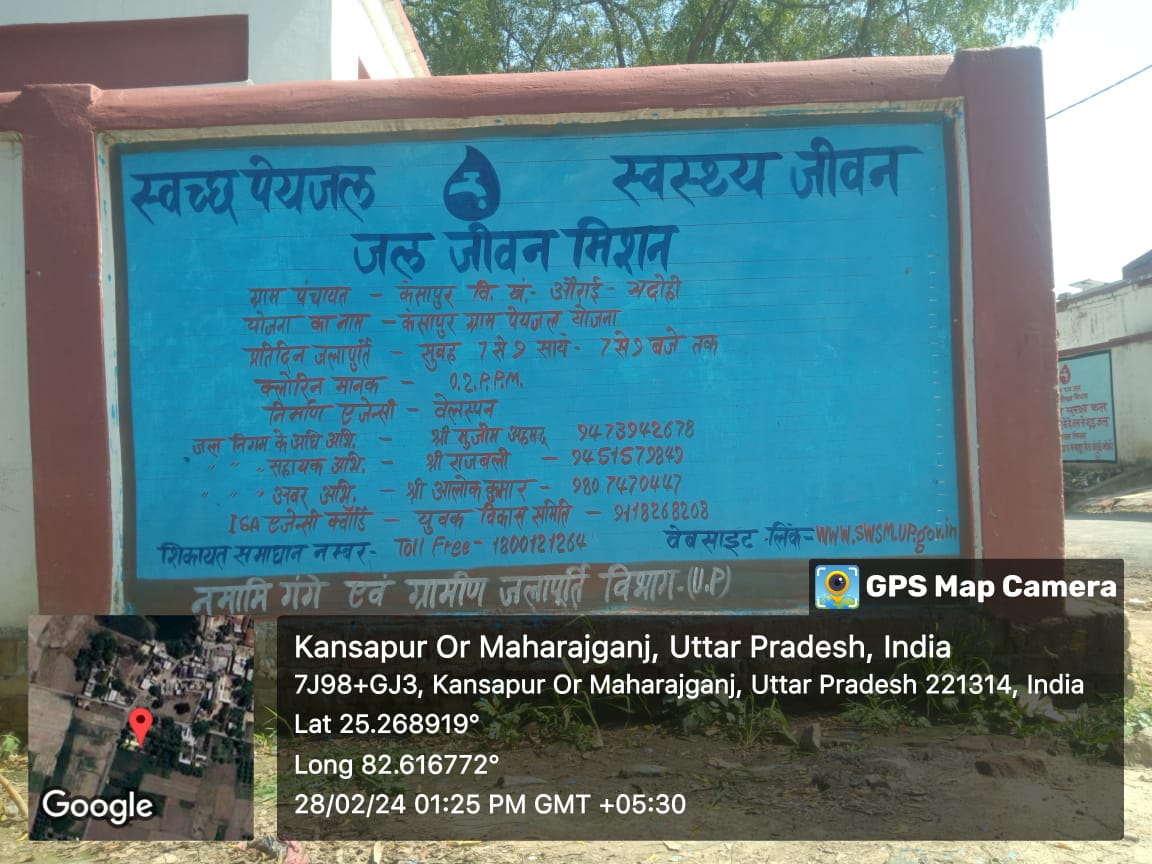 स्वच्छ पेयजल स्वस्थ्य जीवन
जल जीवन मिशन
ग्राम पंचायत - कंसापुर वि. खं.- औराई - भदोही
योजना का नाम - कंसापुर ग्राम पेयजल योजना
प्रतिदिन जलापूर्ति - सुबह 7 से 9 सायं - 7 से 9 बजे तक
क्लोरिन मानक - 0.2.P.P.M.
निर्माण एजेन्सी - वेलस्पन
जल निगम के अधि अभि. - श्री मुजीम अहमद 9473942678
" " " सहायक अभि. - श्री राजबली - 9451579849
" " " अवर अभि. - श्री आलोक कुमार - 9807470447
ISA एजेन्सी क्वॉर्डि - युवक विकास समिति - 9118268208
शिकायत समाधान नम्बर- Toll Free - 1800121264 वेबसाइट -लिंक= www.SWSM.UP.gov.in
नमामि गंगे एवं ग्रामीण जलापूर्ति विभाग-(U.P)
GPS Map Camera
Kansapur Or Maharajganj, Uttar Pradesh, India
7J98+GJ3, Kansapur Or Maharajganj, Uttar Pradesh 221314, India
Lat 25.268919°
Long 82.616772°
28/02/24 01:25 PM GMT +05:30
Google